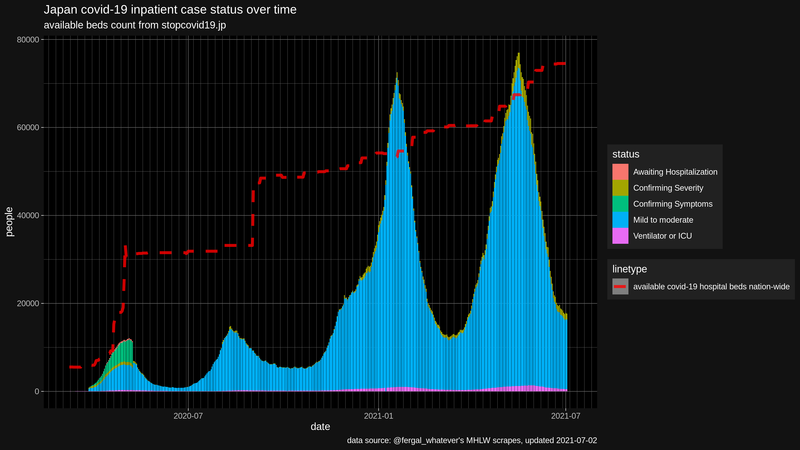 Japan covid-19 inpatient case status over time
available beds count from stopcovid19.jp
80000
60000
40000
20000
0
people
2020-07
2021-01
2021-07
date
status
Awaiting Hospitalization
Confirming Severity
Confirming Symptoms
Mild to moderate
Ventilator or ICU
linetype
available covid-19 hospital beds nation-wide
data source: @fergal_whatever's MHLW scrapes, updated 2021-07-02